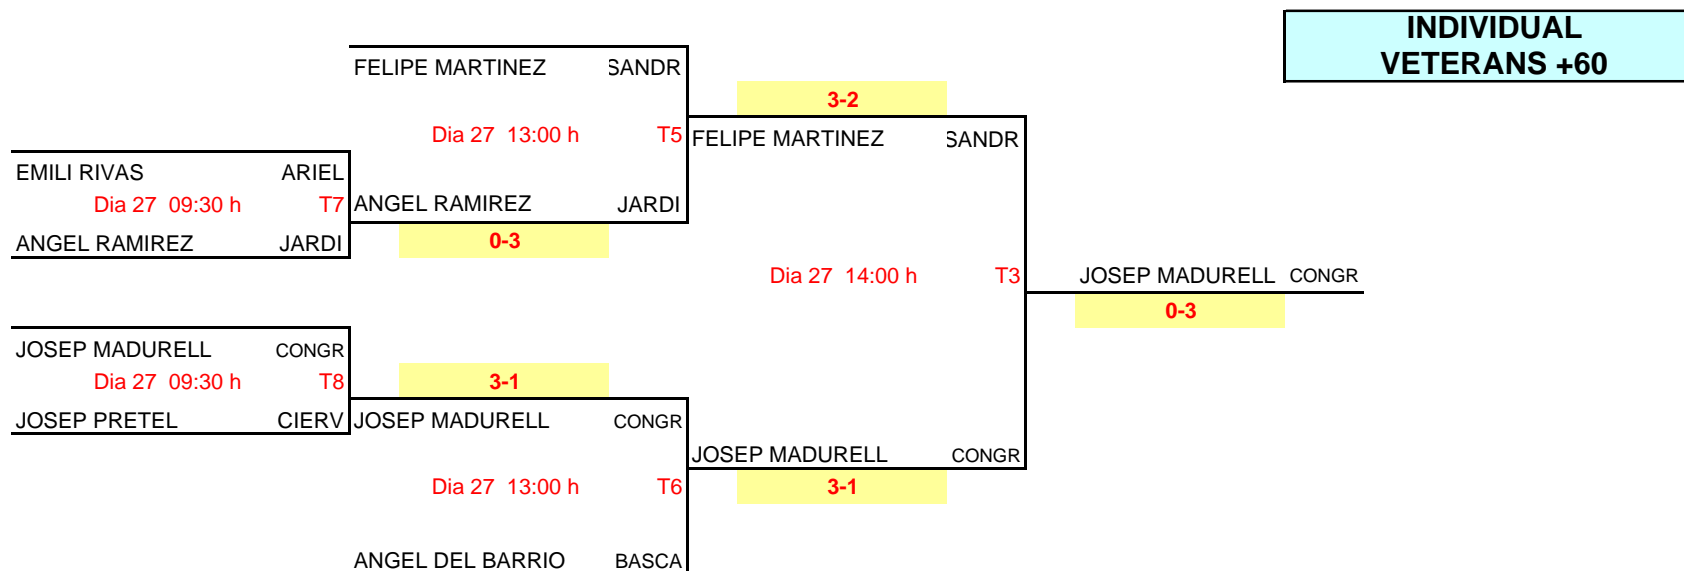 INDIVIDUAL
VETERANS +60
FELIPE MARTINEZ SANDR
3-2
Dia 27 13:00 h T5
FELIPE MARTINEZ SANDR
EMILI RIVAS ARIEL
Dia 27 09:30 h T7
ANGEL RAMIREZ JARDI
ANGEL RAMIREZ JARDI
0-3
Dia 27 14:00 h T3
JOSEP MADURELL CONGR
0-3
JOSEP MADURELL CONGR
Dia 27 09:30 h T8
3-1
JOSEP PRETEL CIERV
JOSEP MADURELL CONGR
JOSEP MADURELL CONGR
Dia 27 13:00 h T6
3-1
ANGEL DEL BARRIO BASCA